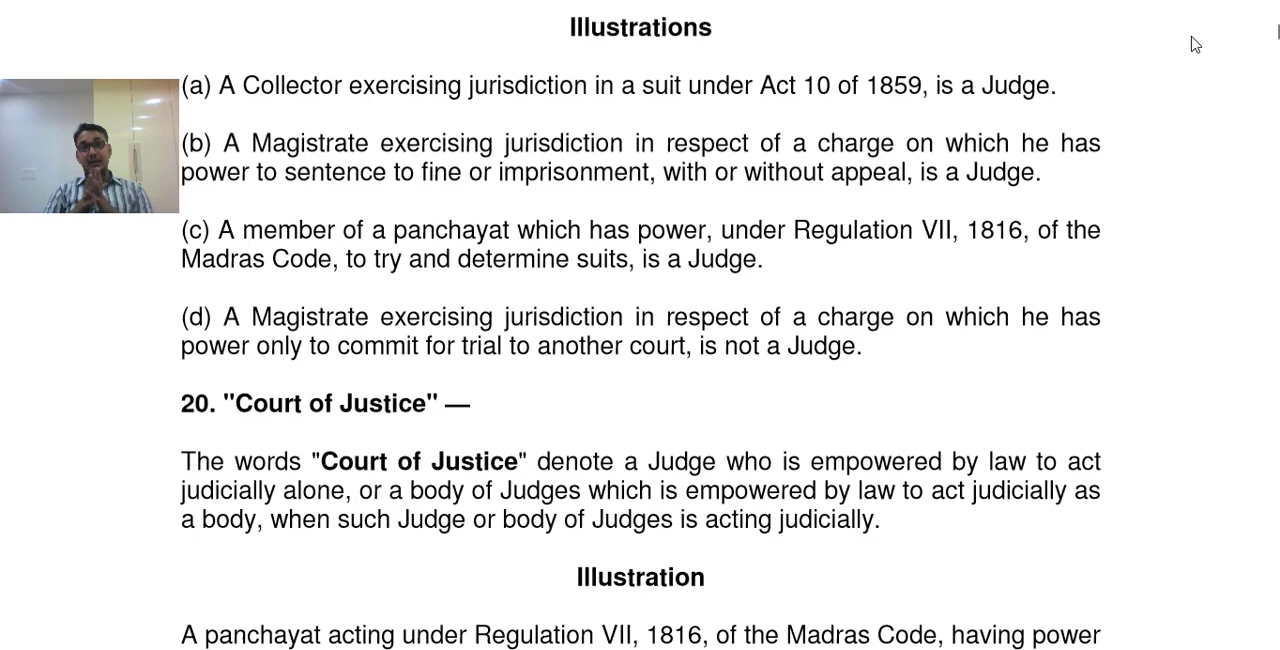 Illustrations
(a) A Collector exercising jurisdiction in a suit under Act 10 of 1859, is a Judge.
(b) A Magistrate exercising jurisdiction in respect of a charge on which he has
power to sentence to fine or imprisonment, with or without appeal, is a Judge.
(c) A member of a panchayat which has power, under Regulation VII, 1816, of the
Madras Code, to try and determine suits, is a Judge.
(d) A Magistrate exercising jurisdiction in respect of a charge on which he has
power only to commit for trial to another court, is not a Judge.
20. "Court of Justice" —
The words "Court of Justice" denote a Judge who is empowered by law to act
judicially alone, or a body of Judges which is empowered by law to act judicially as
a body, when such Judge or body of Judges is acting judicially.
Illustration
A panchayat acting under Regulation VII, 1816, of the Madras Code, having power